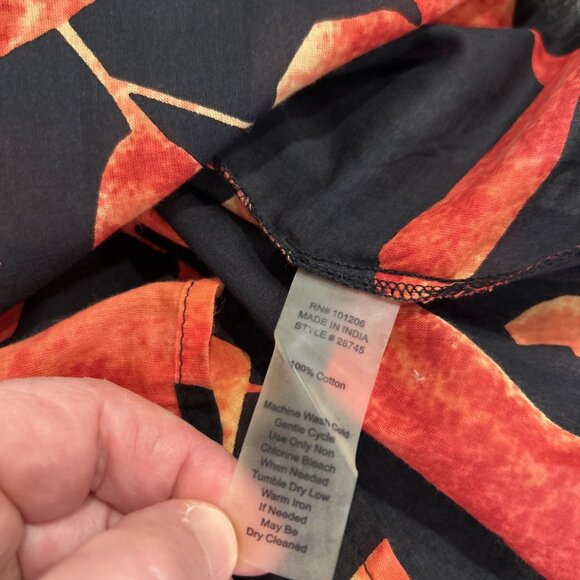 RN# 101206
MADE IN INDIA
STYLE # 28745
100% Cotton
Machine Wash Cold
Gentle Cycle
Use Only Non
Chlorine Bleach
When Needed
Tumble Dry Low
Warm Iron
If Needed
May Be
Dry Cleaned